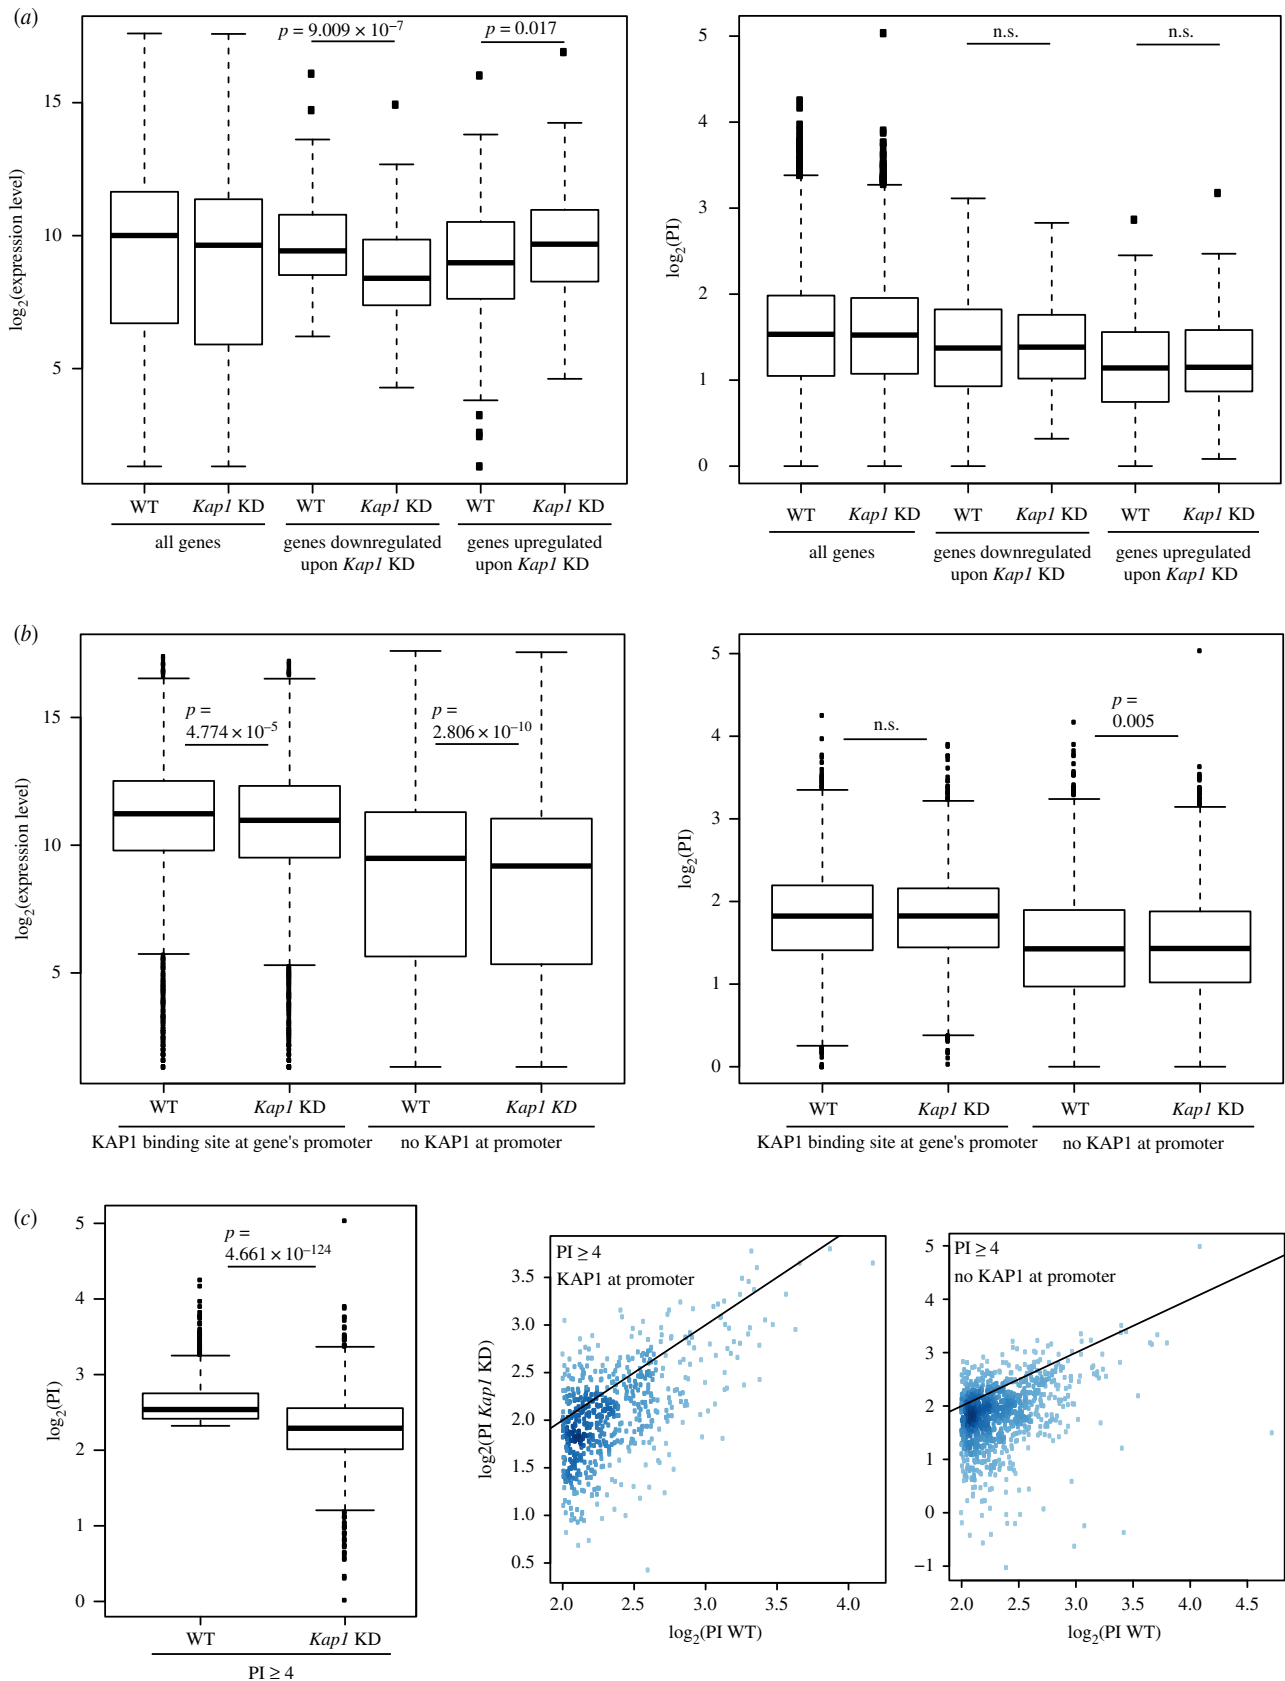 (a)
p = 9.009 × 10⁻⁷
p = 0.017
15
10
5
log₂(expression level)
WT
Kap1 KD
WT
Kap1 KD
WT
Kap1 KD
all genes
genes downregulated
upon Kap1 KD
genes upregulated
upon Kap1 KD
n.s.
n.s.
5
4
3
2
1
0
log₂(PI)
WT
Kap1 KD
WT
Kap1 KD
WT
Kap1 KD
all genes
genes downregulated
upon Kap1 KD
genes upregulated
upon Kap1 KD
(b)
p =
4.774 × 10⁻⁵
p =
2.806 × 10⁻¹⁰
15
10
5
log₂(expression level)
WT
Kap1 KD
WT
Kap1 KD
KAP1 binding site at gene's promoter
no KAP1 at promoter
n.s.
p =
0.005
5
4
3
2
1
0
log₂(PI)
WT
Kap1 KD
WT
Kap1 KD
KAP1 binding site at gene's promoter
no KAP1 at promoter
(c)
p =
4.661 × 10⁻¹²⁴
5
4
3
2
1
0
log₂(PI)
WT
Kap1 KD
PI ≥ 4
PI ≥ 4
KAP1 at promoter
3.5
3.0
2.5
2.0
1.5
1.0
0.5
log2(PI Kap1 KD)
2.0 2.5 3.0 3.5 4.0
log₂(PI WT)
PI ≥ 4
no KAP1 at promoter
5
4
3
2
1
0
−1
2.0 2.5 3.0 3.5 4.0 4.5
log₂(PI WT)